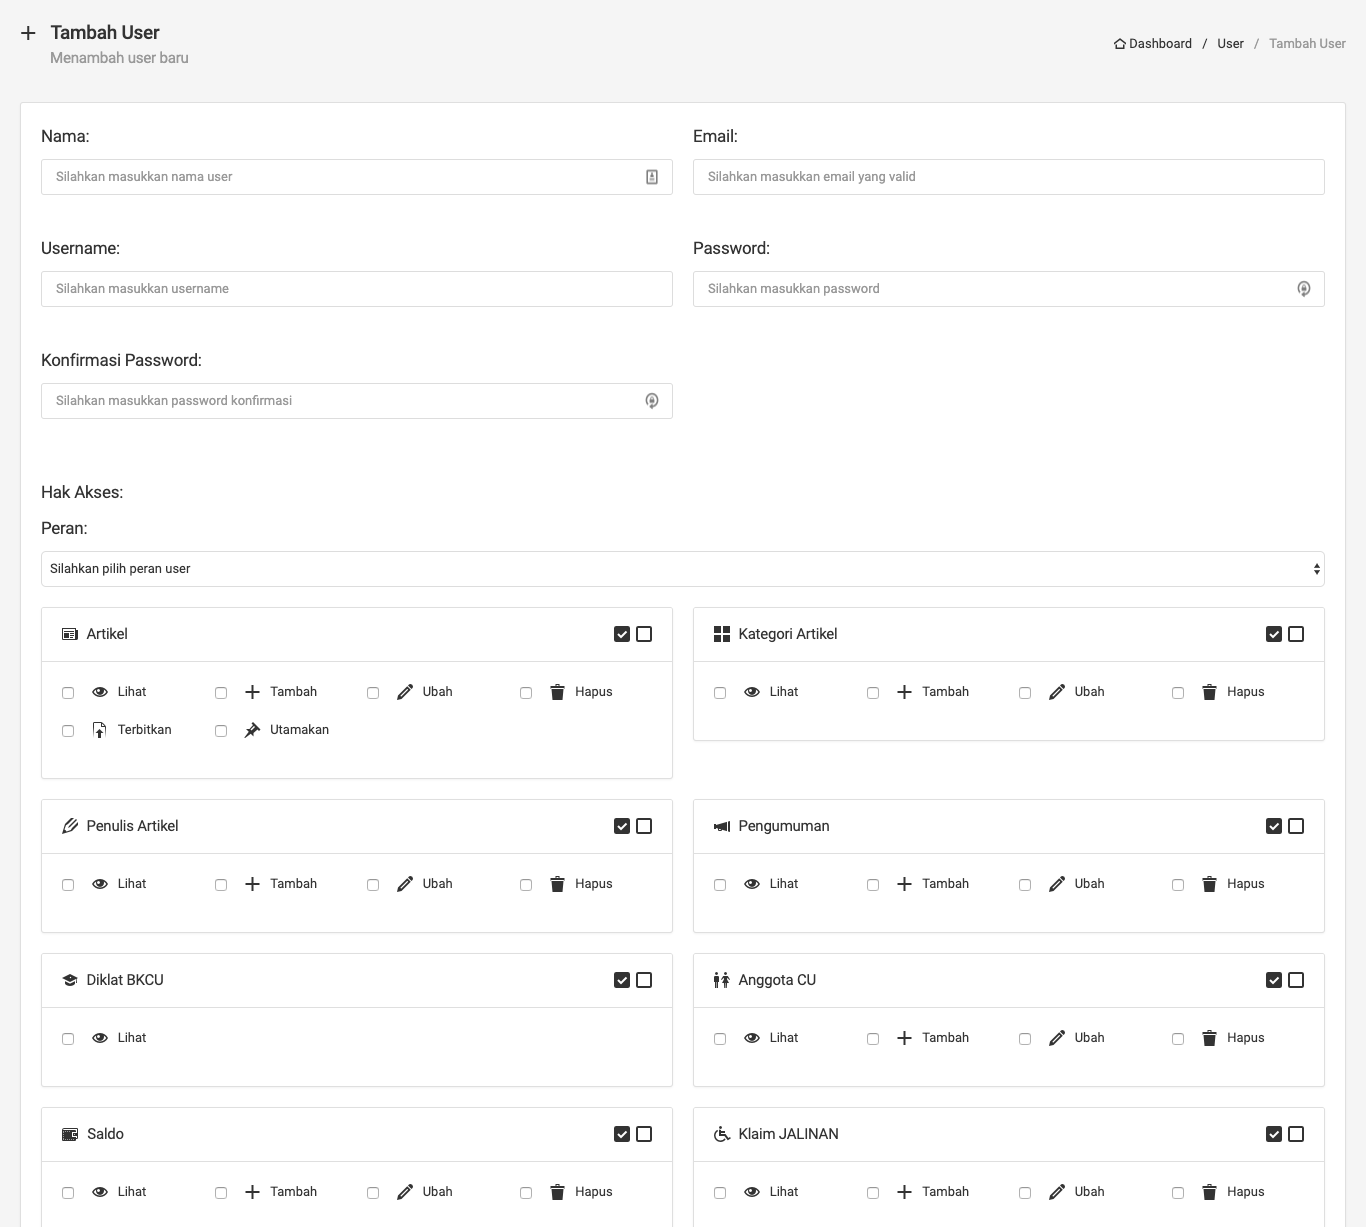 Tambah User
Menambah user baru
Dashboard / User / Tambah User
Nama:
Silahkan masukkan nama user
Email:
Silahkan masukkan email yang valid
Username:
Silahkan masukkan username
Password:
Silahkan masukkan password
Konfirmasi Password:
Silahkan masukkan password konfirmasi
Hak Akses:
Peran:
Silahkan pilih peran user
Artikel
Lihat Tambah Ubah Hapus
Terbitkan Utamakan
Kategori Artikel
Lihat Tambah Ubah Hapus
Penulis Artikel
Lihat Tambah Ubah Hapus
Pengumuman
Lihat Tambah Ubah Hapus
Diklat BKCU
Lihat
Anggota CU
Lihat Tambah Ubah Hapus
Saldo
Lihat Tambah Ubah Hapus
Klaim JALINAN
Lihat Tambah Ubah Hapus